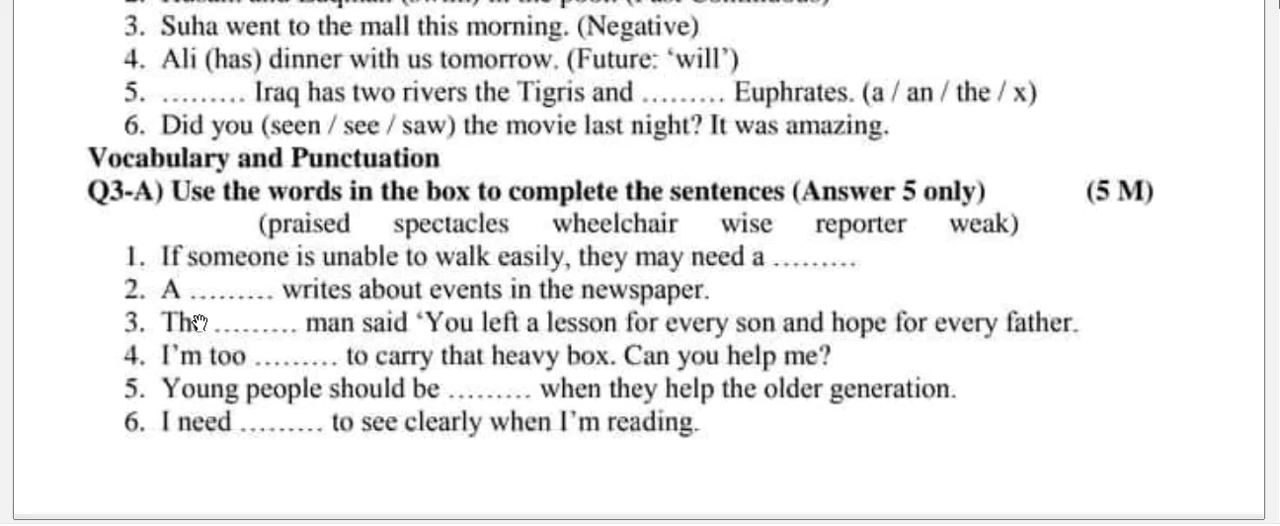 3. Suha went to the mall this morning. (Negative)
4. Ali (has) dinner with us tomorrow. (Future: ‘will’)
5. ......... Iraq has two rivers the Tigris and ......... Euphrates. (a / an / the / x)
6. Did you (seen / see / saw) the movie last night? It was amazing.
Vocabulary and Punctuation
Q3-A) Use the words in the box to complete the sentences (Answer 5 only) (5 M)
(praised spectacles wheelchair wise reporter weak)
1. If someone is unable to walk easily, they may need a .........
2. A ......... writes about events in the newspaper.
3. The ......... man said ‘You left a lesson for every son and hope for every father.
4. I’m too ......... to carry that heavy box. Can you help me?
5. Young people should be ......... when they help the older generation.
6. I need ......... to see clearly when I’m reading.